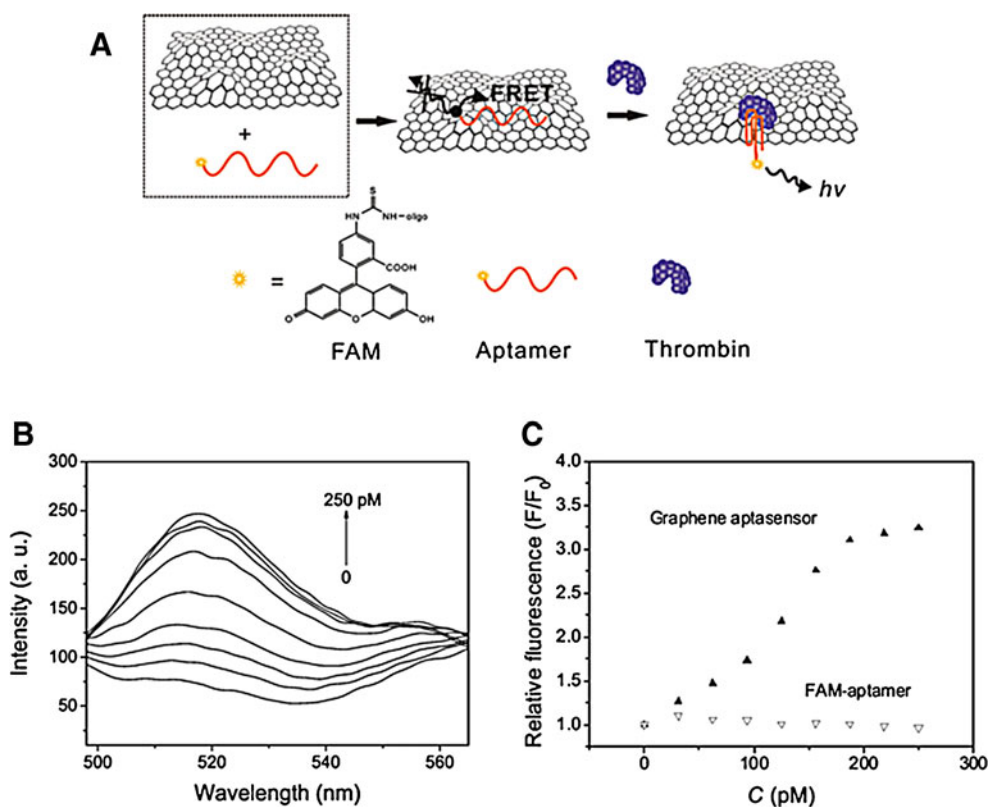 A
+
FRET
hν
S
HN
NH–oligo
COOH
O
O
OH
=
FAM
Aptamer
Thrombin
B
300
250
200
150
100
50
Intensity (a. u.)
250 pM
0
500
520
540
560
Wavelength (nm)
C
4.0
3.5
3.0
2.5
2.0
1.5
1.0
Relative fluorescence (F/F₀)
Graphene aptasensor
FAM-aptamer
0
100
200
300
C (pM)